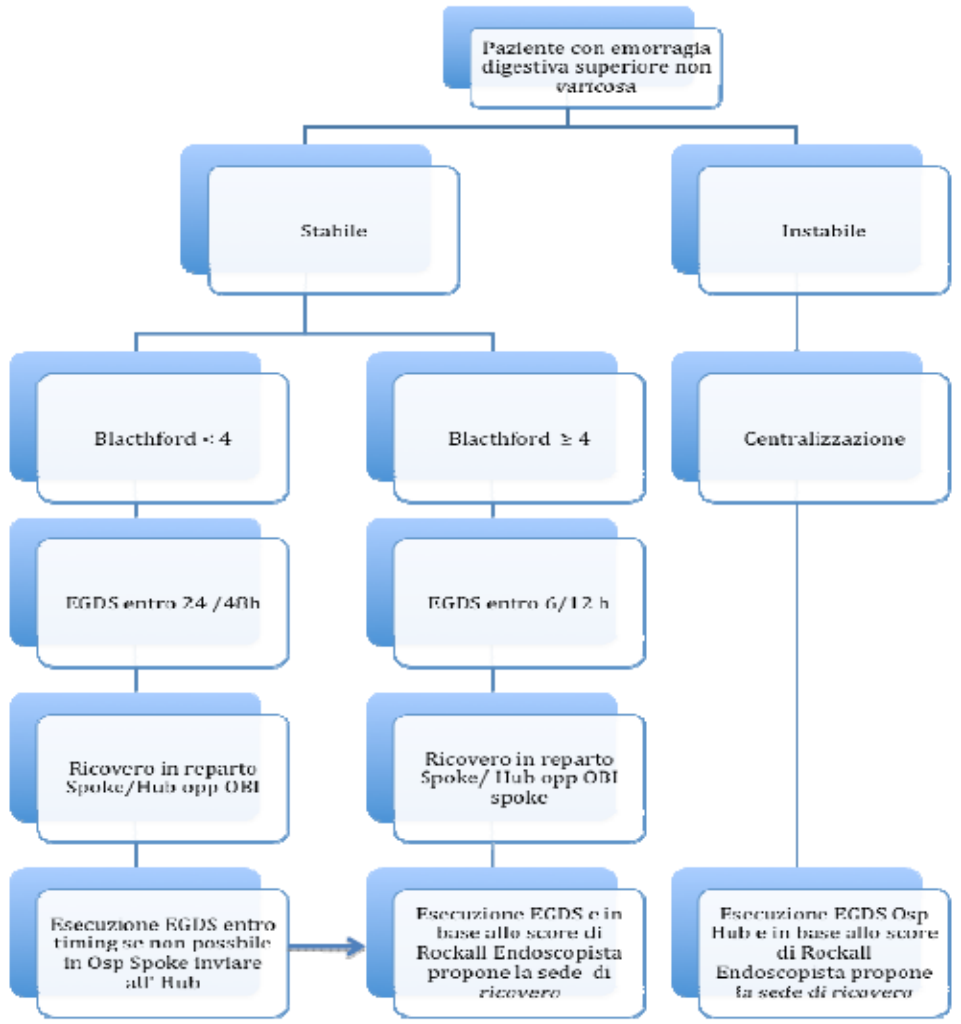 Paziente con emorragia
digestiva superiore non
varicosa
Stabile
Instabile
Blacthford < 4
Blacthford ≥ 4
Centralizzazione
EGDS entro 24 /48h
EGDS entro 6/12 h
Ricovero in reparto
Spoke/Hub opp OBI
Ricovero in reparto
Spoke/ Hub opp OBI
spoke
Esecuzione EGDS entro
timing se non possbile
in Osp Spoke inviare
all' Hub
Esecuzione EGDS e in
base allo score di
Rockall Endoscopista
propone la sede di
ricovero
Esecuzione EGDS Osp
Hub e in base allo score
di Rockall
Endoscopista propone
la sede di ricovero